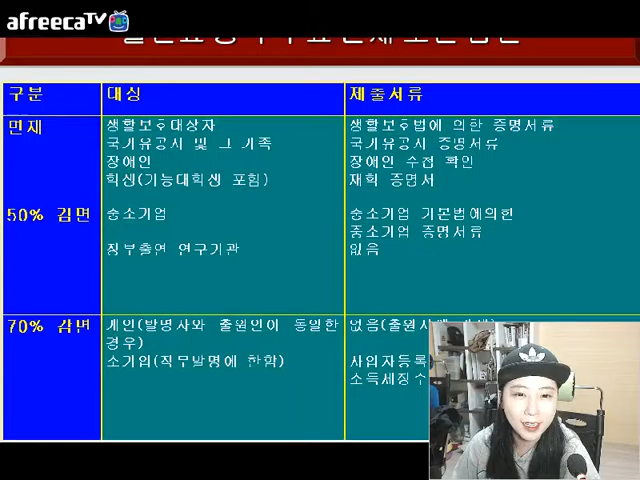 afreecaTV
구분 대상 제출서류
면제 생활보호대상자 생활보호법에 의한 증명서류
국가유공자 및 그 가족 국가유공자 증명서류
장애인 장애인 수첩 확인
학생(기능대학생 포함) 재학 증명서
50% 감면 중소기업 중소기업 기본법에의한
중소기업 증명서류
정부출연 연구기관 없음
70% 감면 개인(발명자와 출원인이 동일한 없음(출원서에
경우)
소기업(직무발명에 한함) 사업자등록